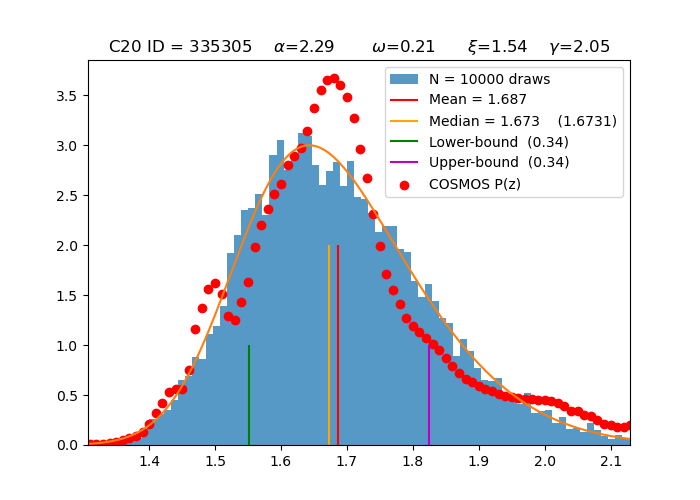 C20 ID = 335305 α=2.29 ω=0.21 ξ=1.54 γ=2.05
N = 10000 draws
Mean = 1.687
Median = 1.673 (1.6731)
Lower-bound (0.34)
Upper-bound (0.34)
COSMOS P(z)
3.5
3.0
2.5
2.0
1.5
1.0
0.5
0.0
1.4 1.5 1.6 1.7 1.8 1.9 2.0 2.1